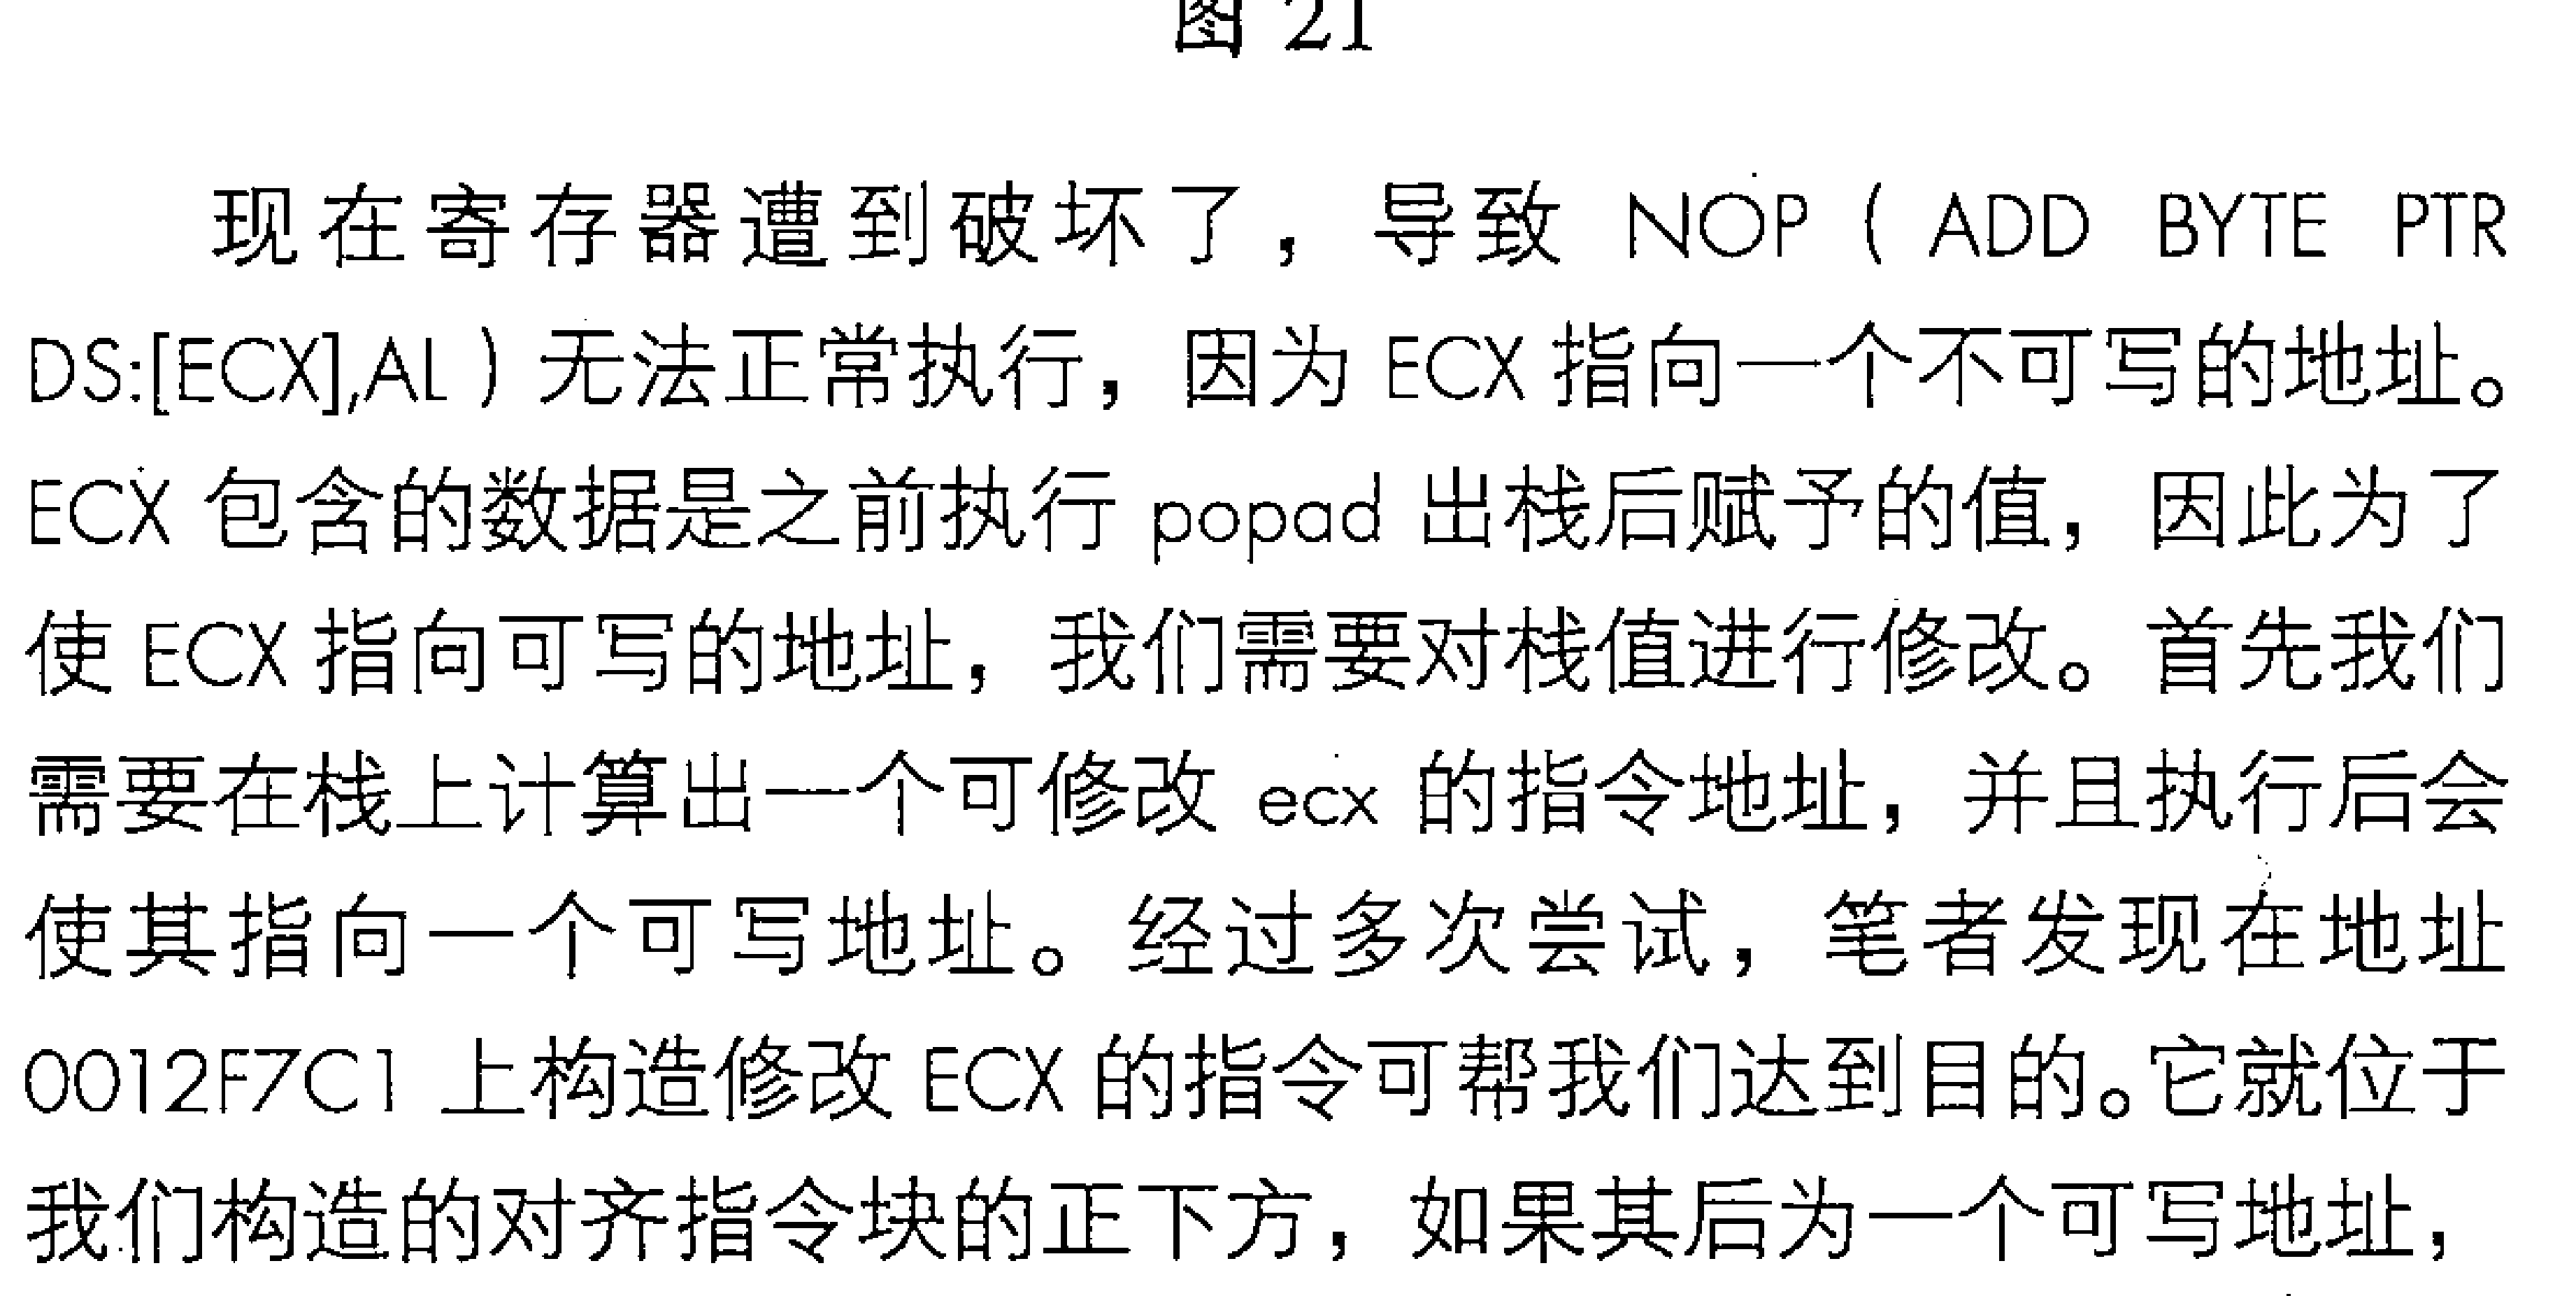 图 21
现在寄存器遭到破坏了，导致 NOP（ ADD BYTE PTR
DS:[ECX],AL ）无法正常执行，因为 ECX 指向一个不可写的地址。
ECX 包含的数据是之前执行 popad 出栈后赋予的值，因此为了
使 ECX 指向可写的地址，我们需要对栈值进行修改。首先我们
需要在栈上计算出一个可修改 ecx 的指令地址，并且执行后会
使其指向一个可写地址。经过多次尝试，笔者发现在地址
0012F7C1 上构造修改 ECX 的指令可帮我们达到目的。它就位于
我们构造的对齐指令块的正下方，如果其后为一个可写地址，